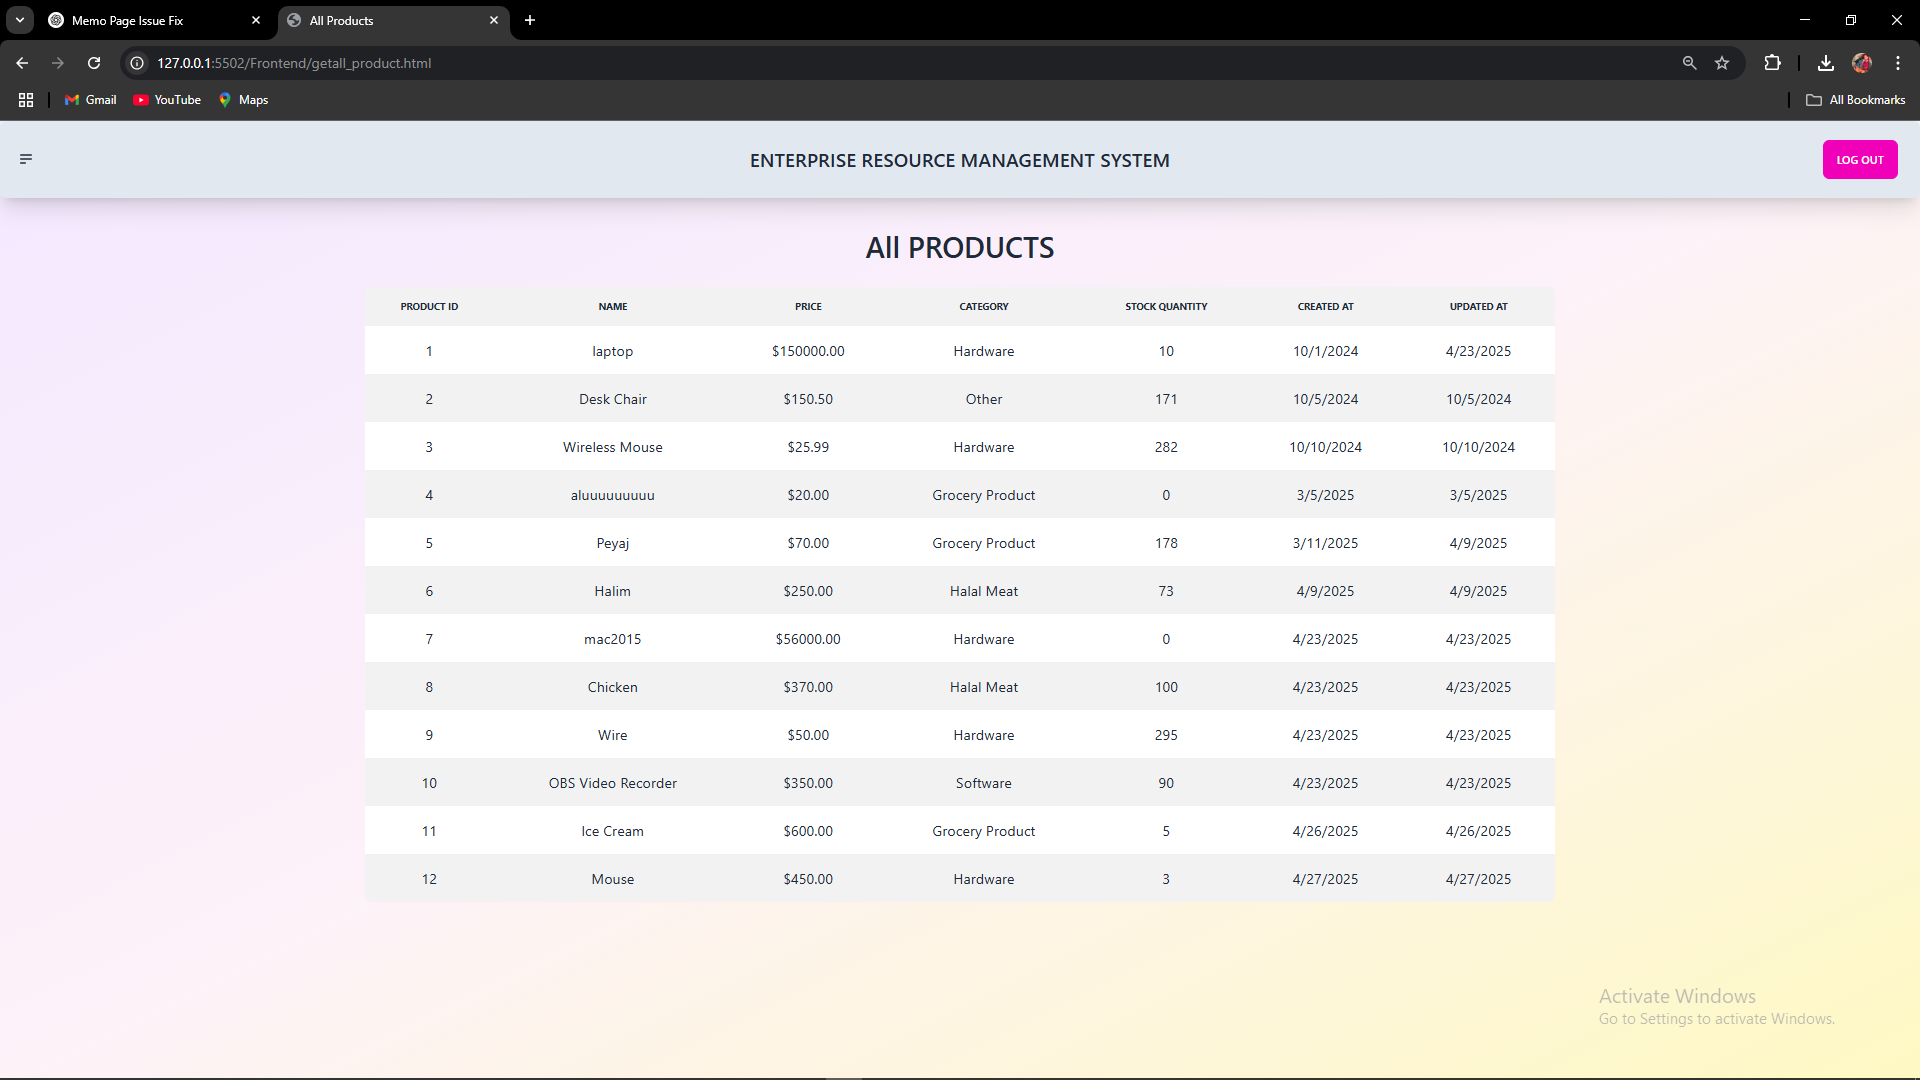 Memo Page Issue Fix
All Products
127.0.0.1:5502/Frontend/getall_product.html
Gmail YouTube Maps All Bookmarks
ENTERPRISE RESOURCE MANAGEMENT SYSTEM
LOG OUT
All PRODUCTS
PRODUCT ID NAME PRICE CATEGORY STOCK QUANTITY CREATED AT UPDATED AT
1 laptop $150000.00 Hardware 10 10/1/2024 4/23/2025
2 Desk Chair $150.50 Other 171 10/5/2024 10/5/2024
3 Wireless Mouse $25.99 Hardware 282 10/10/2024 10/10/2024
4 aluuuuuuuuu $20.00 Grocery Product 0 3/5/2025 3/5/2025
5 Peyaj $70.00 Grocery Product 178 3/11/2025 4/9/2025
6 Halim $250.00 Halal Meat 73 4/9/2025 4/9/2025
7 mac2015 $56000.00 Hardware 0 4/23/2025 4/23/2025
8 Chicken $370.00 Halal Meat 100 4/23/2025 4/23/2025
9 Wire $50.00 Hardware 295 4/23/2025 4/23/2025
10 OBS Video Recorder $350.00 Software 90 4/23/2025 4/23/2025
11 Ice Cream $600.00 Grocery Product 5 4/26/2025 4/26/2025
12 Mouse $450.00 Hardware 3 4/27/2025 4/27/2025
Activate Windows
Go to Settings to activate Windows.